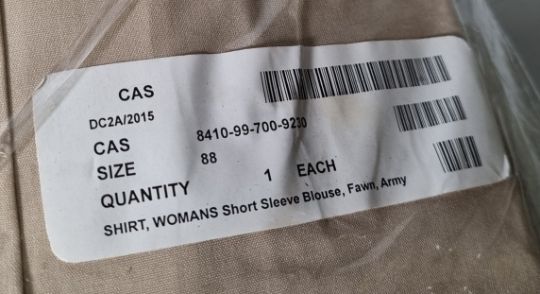 CAS
DC2A/2015
CAS 8410-99-700-9230
SIZE 88
QUANTITY 1 EACH
SHIRT, WOMANS Short Sleeve Blouse, Fawn, Army